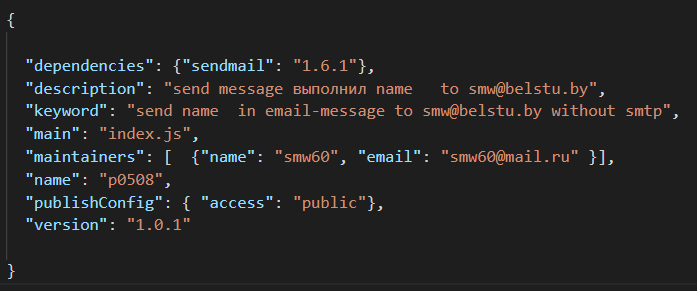 {
"dependencies": {"sendmail": "1.6.1"},
"description": "send message выполнил name   to smw@belstu.by",
"keyword": "send name  in email-message to smw@belstu.by without smtp",
"main": "index.js",
"maintainers": [  {"name": "smw60", "email": "smw60@mail.ru" }],
"name": "p0508",
"publishConfig": { "access": "public"},
"version": "1.0.1"
}